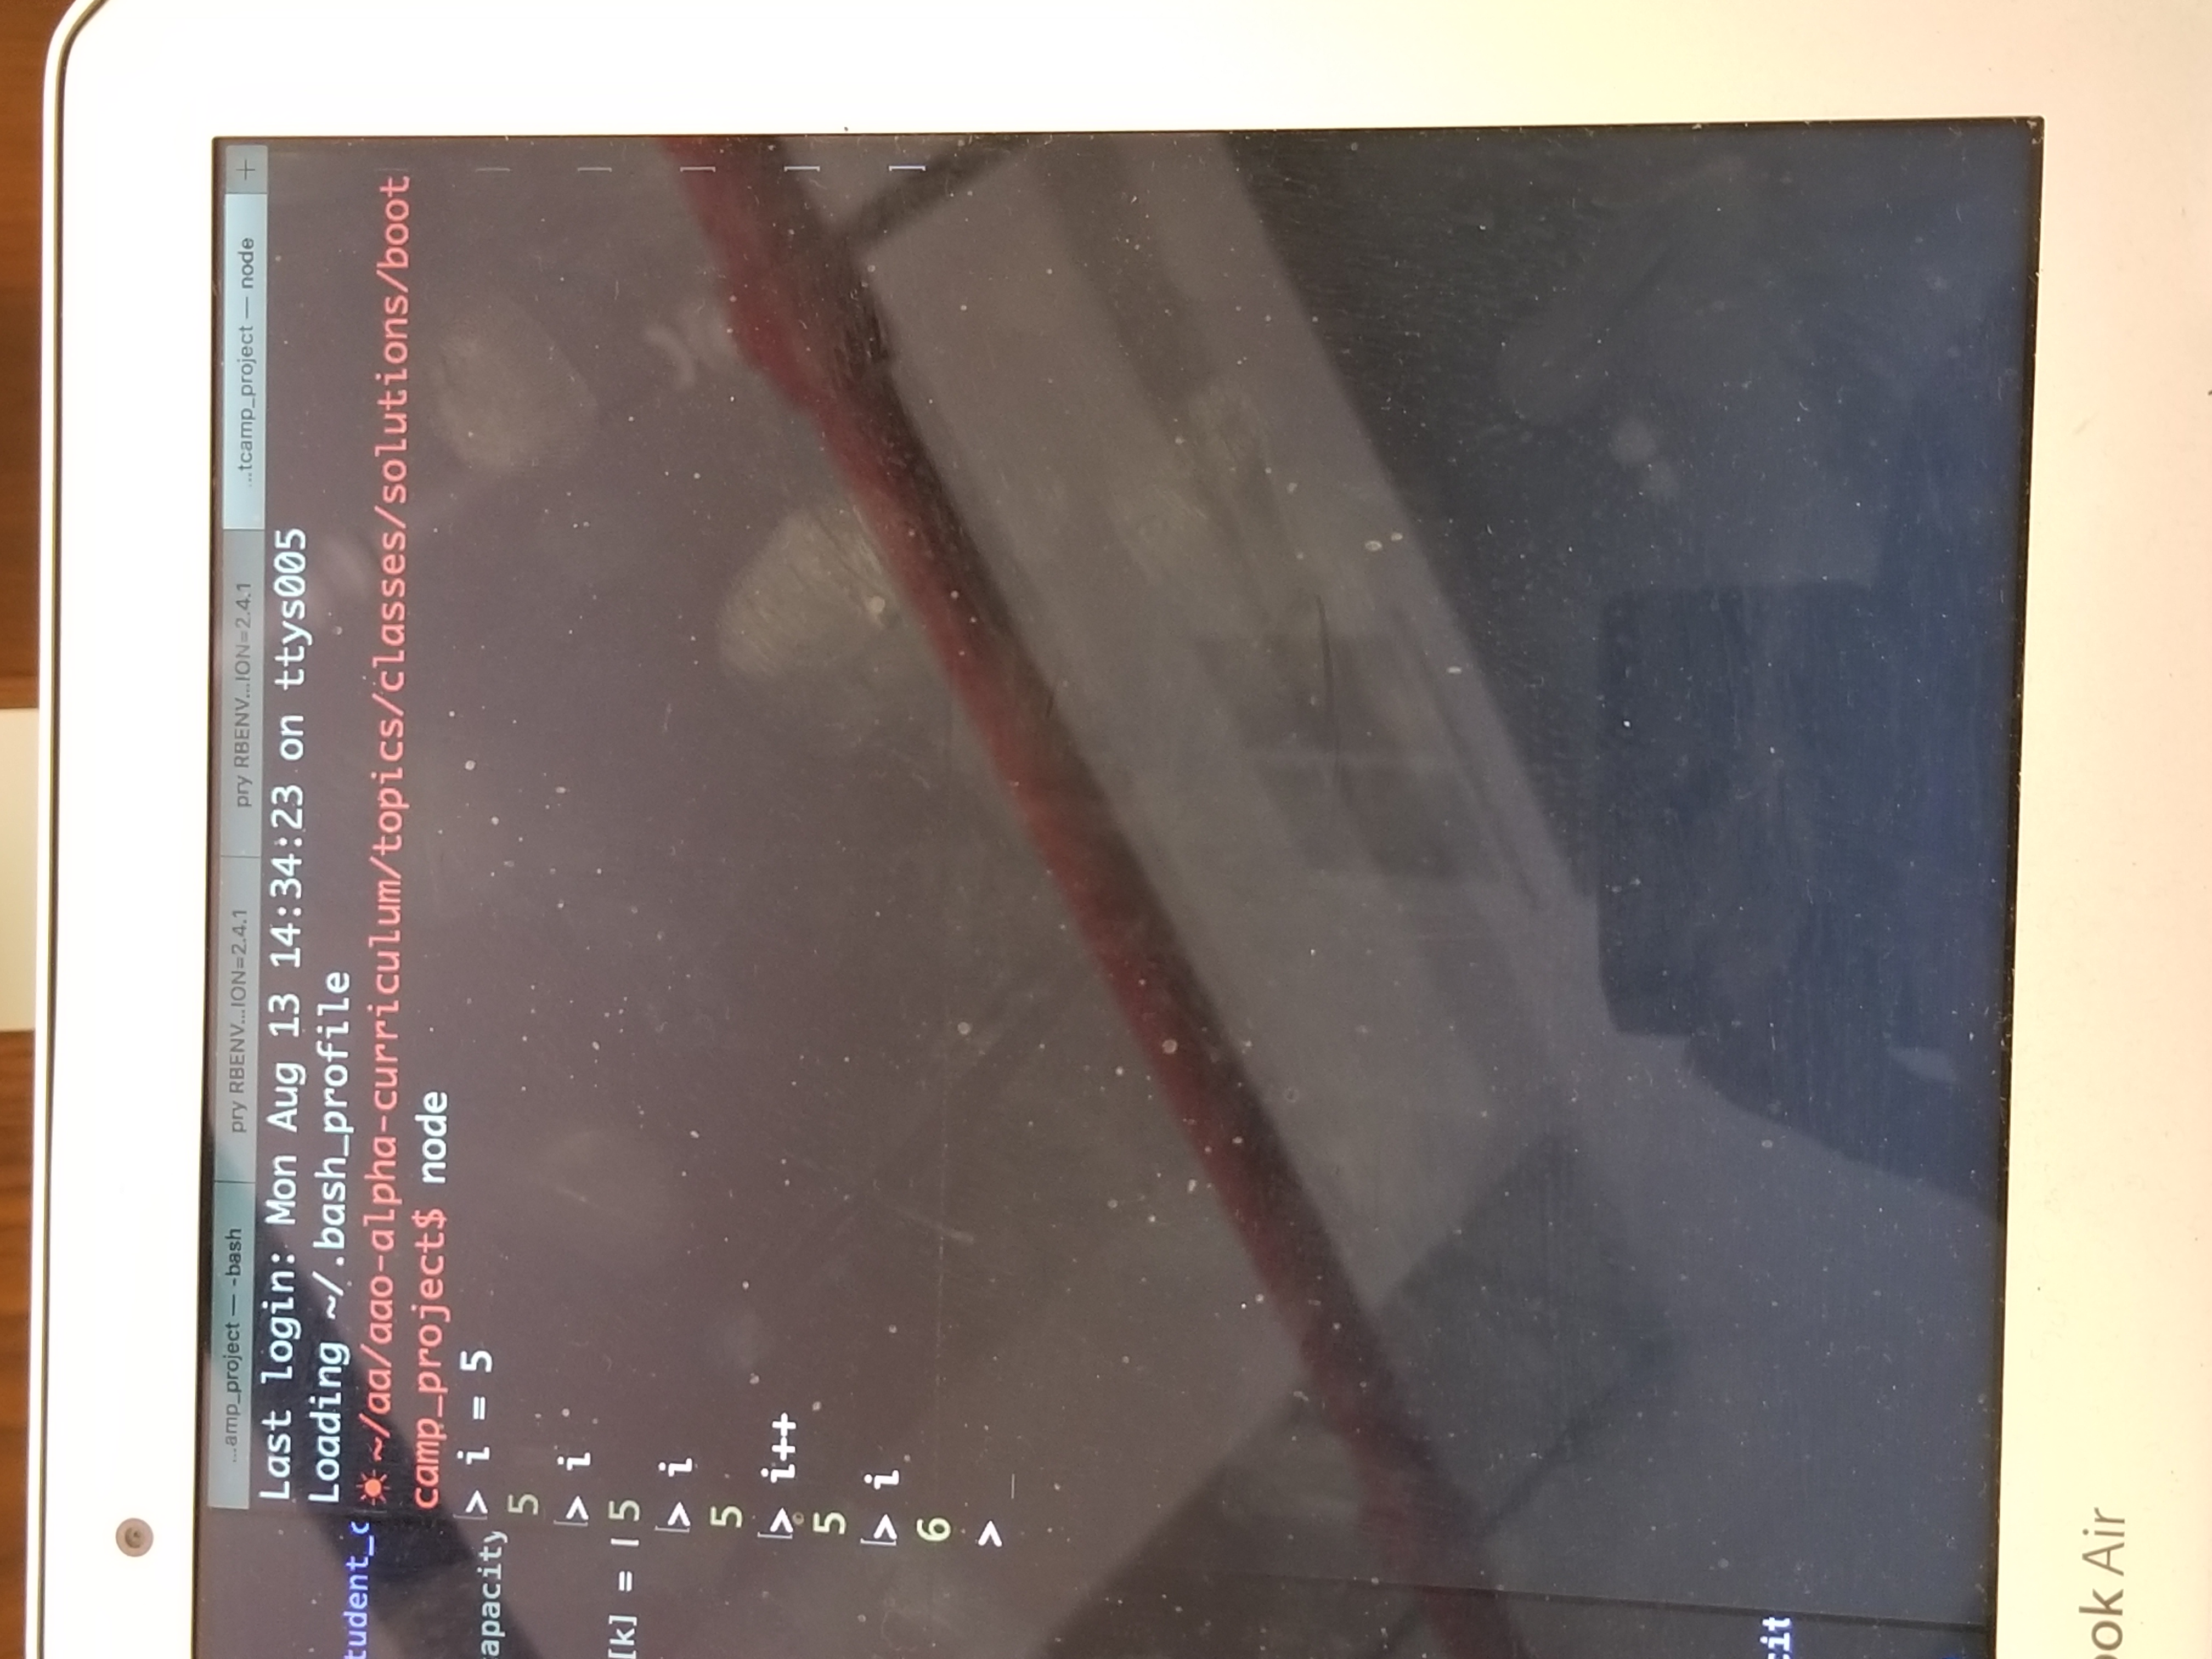 ...amp_project — -bash
pry RBENV...ION=2.4.1
pry RBENV...ION=2.4.1
...tcamp_project — node
+
Last login: Mon Aug 13 14:34:23 on ttys005
Loading ~/.bash_profile
☀~/aa/aao-alpha-curriculum/topics/classes/solutions/boot
camp_project$ node
[> i = 5 ]
5
[> i ]
5
[> i ]
5
[> i++ ]
5
[> i ]
6
> _
tudent_c
apacity
[k] = [
cit
ook Air